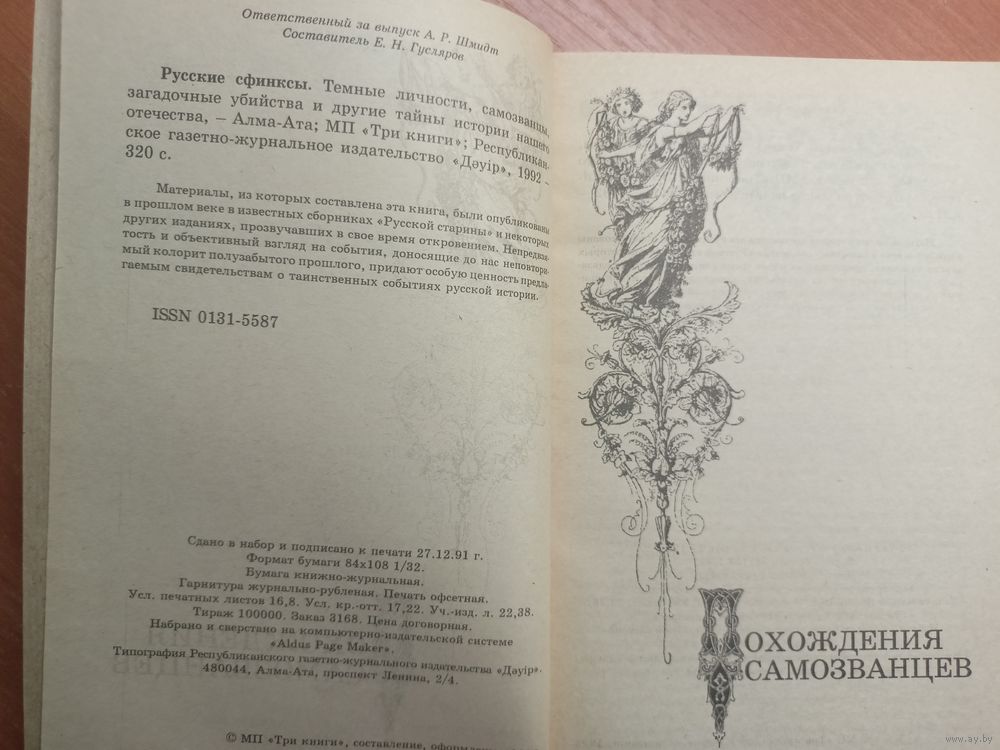 Ответственный за выпуск А. Р. Шмидт
Составитель Е. Н. Гусляров
Русские сфинксы. Темные личности, самозванцы,
загадочные убийства и другие тайны истории нашего
отечества, – Алма-Ата; МП «Три книги»; Республикан-
ское газетно-журнальное издательство «Дәуір», 1992 –
320 с.
Материалы, из которых составлена эта книга, были опубликованы
в прошлом веке в известных сборниках «Русской старины» и некоторых
других изданиях, прозвучавших в свое время откровением. Непредвзя-
тость и объективный взгляд на события, доносящие до нас неповтори-
мый колорит полузабытого прошлого, придают особую ценность предла-
гаемым свидетельствам о таинственных событиях русской истории.
ISSN 0131-5587
Сдано в набор и подписано к печати 27.12.91 г.
Формат бумаги 84х108 1/32.
Бумага книжно-журнальная.
Гарнитура журнально-рубленая. Печать офсетная.
Усл. печатных листов 16,8. Усл. кр.-отт. 17,22. Уч.-изд. л. 22,38.
Тираж 100000. Заказ 3168. Цена договорная.
Набрано и сверстано на компьютерно-издательской системе
«Aldus Page Maker».
Типография Республиканского газетно-журнального издательства «Дәуір».
480044, Алма-Ата, проспект Ленина, 2/4.
© МП «Три книги», составление, оформлен
ПОХОЖДЕНИЯ
САМОЗВАНЦЕВ
www.ay.by